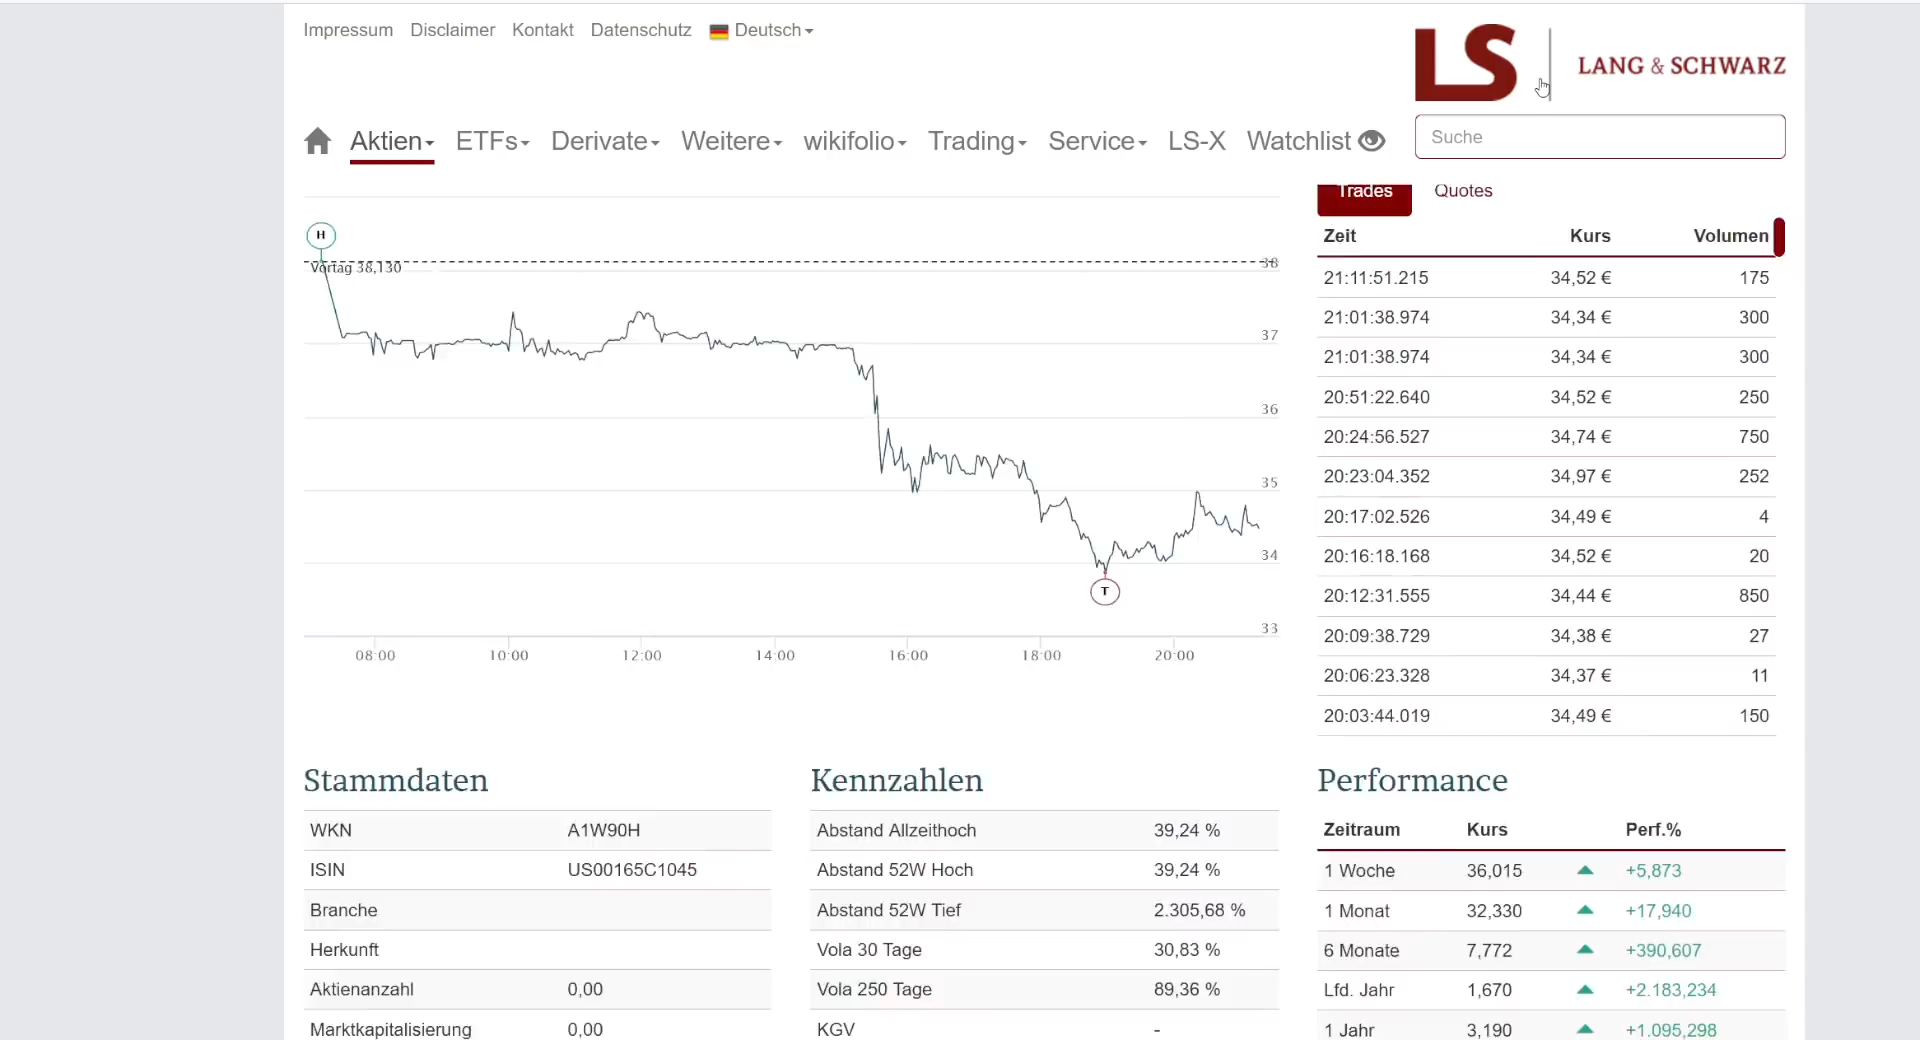 Impressum Disclaimer Kontakt Datenschutz Deutsch
LS LANG & SCHWARZ
Aktien ETFs Derivate Weitere wikifolio Trading Service LS-X Watchlist
Suche
H
Vortag 38,130
38
37
36
35
34
33
T
08:00 10:00 12:00 14:00 16:00 18:00 20:00
Trades Quotes
Zeit Kurs Volumen
21:11:51.215 34,52 € 175
21:01:38.974 34,34 € 300
21:01:38.974 34,34 € 300
20:51:22.640 34,52 € 250
20:24:56.527 34,74 € 750
20:23:04.352 34,97 € 252
20:17:02.526 34,49 € 4
20:16:18.168 34,52 € 20
20:12:31.555 34,44 € 850
20:09:38.729 34,38 € 27
20:06:23.328 34,37 € 11
20:03:44.019 34,49 € 150
Stammdaten
WKN A1W90H
ISIN US00165C1045
Branche
Herkunft
Aktienanzahl 0,00
Marktkapitalisierung 0,00
Kennzahlen
Abstand Allzeithoch 39,24 %
Abstand 52W Hoch 39,24 %
Abstand 52W Tief 2.305,68 %
Vola 30 Tage 30,83 %
Vola 250 Tage 89,36 %
KGV -
Performance
Zeitraum Kurs Perf.%
1 Woche 36,015 +5,873
1 Monat 32,330 +17,940
6 Monate 7,772 +390,607
Lfd. Jahr 1,670 +2.183,234
1 Jahr 3,190 +1.095,298